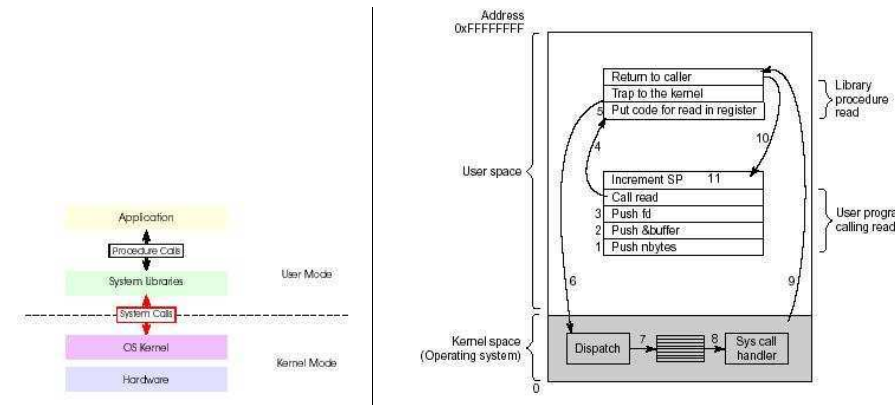 Application
Procedure Calls
System Libraries
User Mode
System Calls
OS Kernel
Kernel Mode
Hardware
Address
0xFFFFFFFF
Return to caller
Trap to the kernel
5 Put code for read in register
Library
procedure
read
4
10
User space
Increment SP 11
Call read
3 Push fd
2 Push &buffer
1 Push nbytes
User progra
calling read
6
9
Kernel space
(Operating system)
Dispatch
7
8
Sys call
handler
0